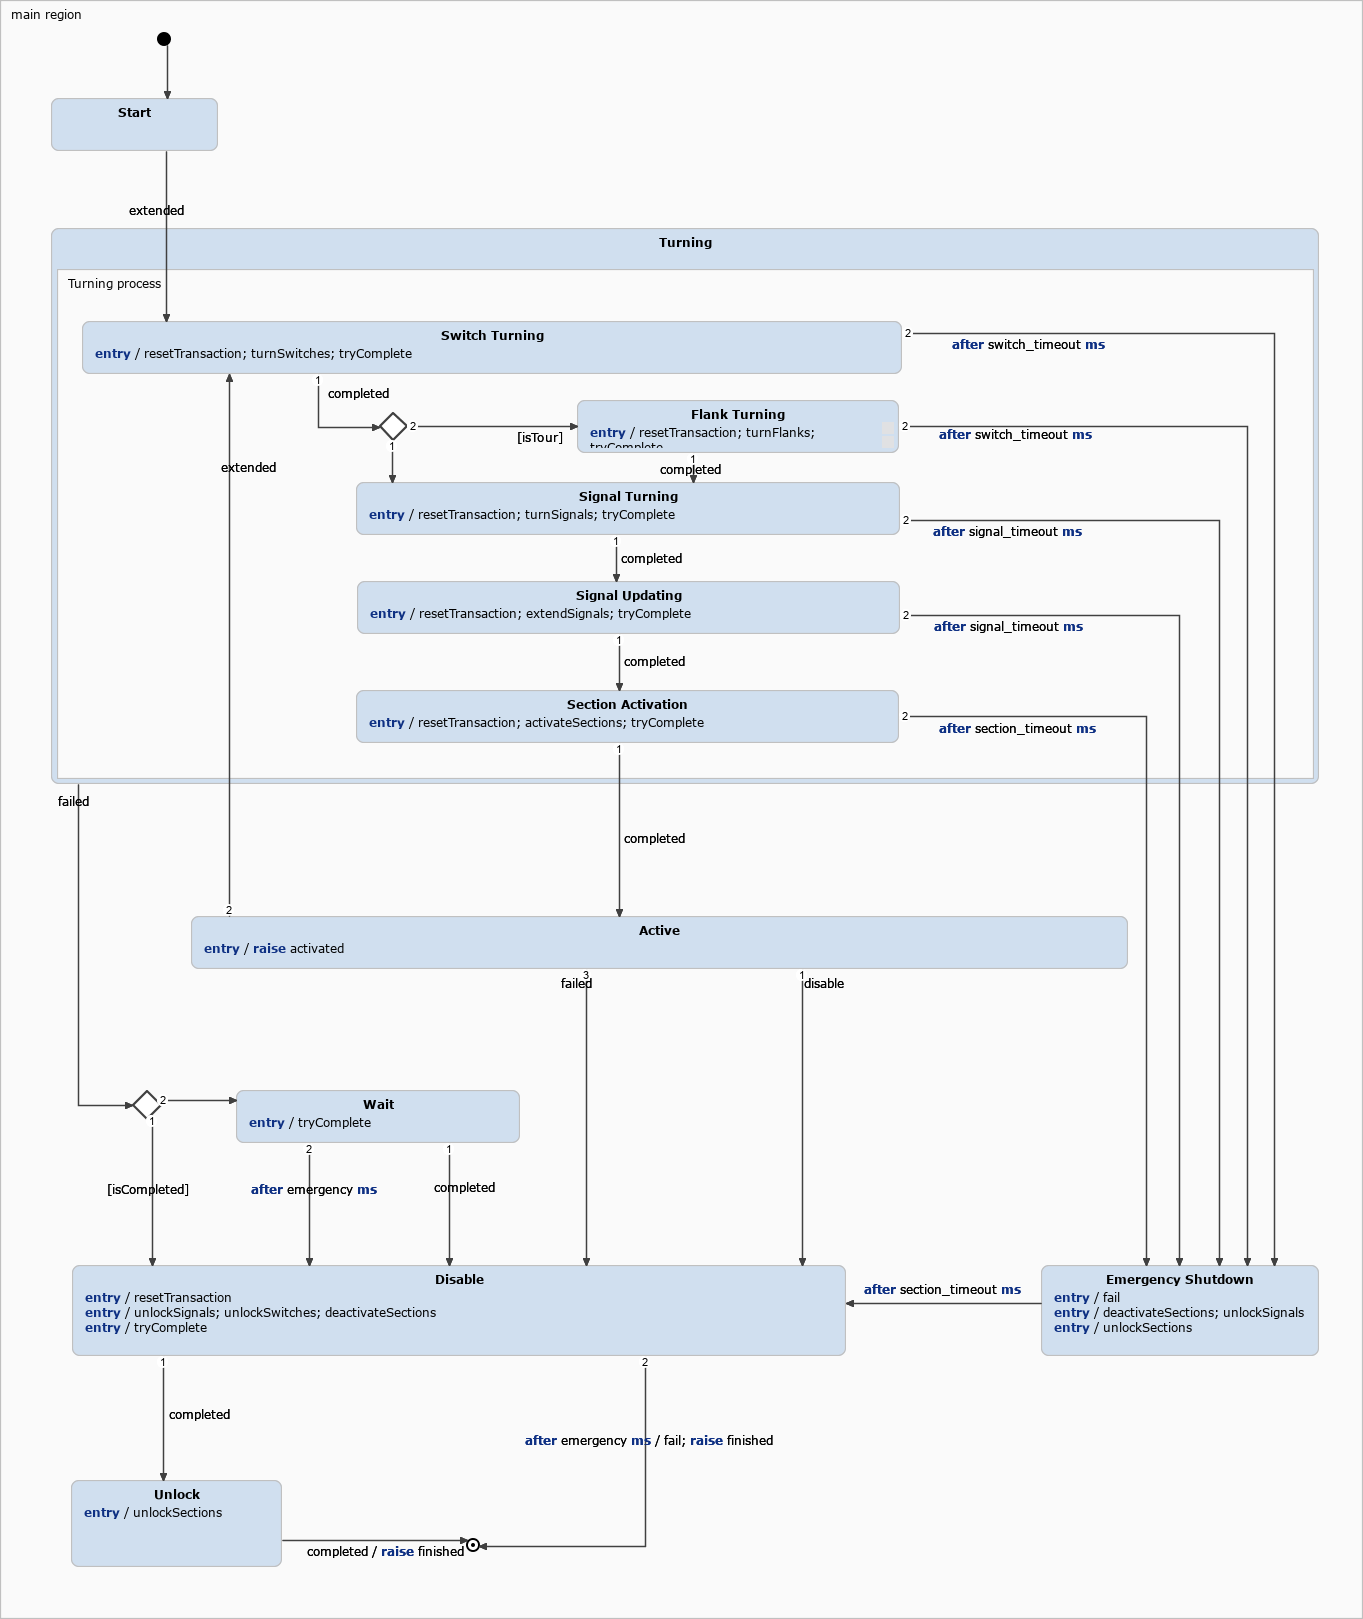 main region
Start
extended
Turning
Turning process
Switch Turning
entry / resetTransaction; turnSwitches; tryComplete
2
after switch_timeout ms
1
completed
Flank Turning
entry / resetTransaction; turnFlanks;
tryComplete
2
[isTour]
2
after switch_timeout ms
1
1
completed
extended
Signal Turning
entry / resetTransaction; turnSignals; tryComplete
2
after signal_timeout ms
1
completed
Signal Updating
entry / resetTransaction; extendSignals; tryComplete
2
after signal_timeout ms
1
completed
Section Activation
entry / resetTransaction; activateSections; tryComplete
2
after section_timeout ms
1
failed
completed
2
Active
entry / raise activated
3
failed
1
disable
2
1
Wait
entry / tryComplete
2
1
[isCompleted]
after emergency ms
completed
Disable
entry / resetTransaction
entry / unlockSignals; unlockSwitches; deactivateSections
entry / tryComplete
after section_timeout ms
Emergency Shutdown
entry / fail
entry / deactivateSections; unlockSignals
entry / unlockSections
1
2
completed
after emergency ms / fail; raise finished
Unlock
entry / unlockSections
completed / raise finished